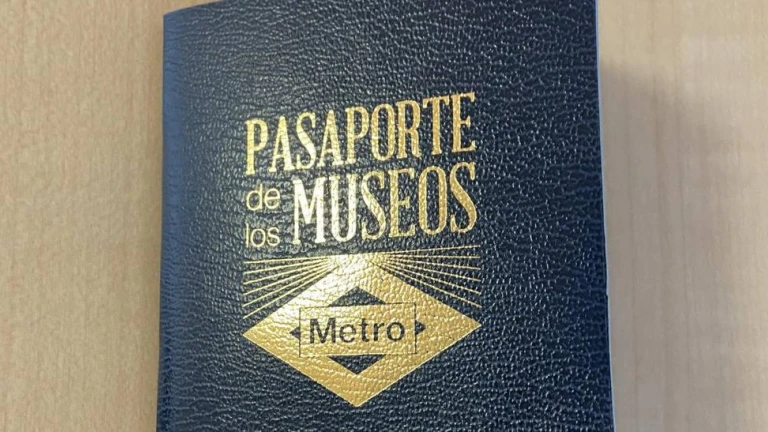 PASAPORTE
de
los MUSEOS
Metro